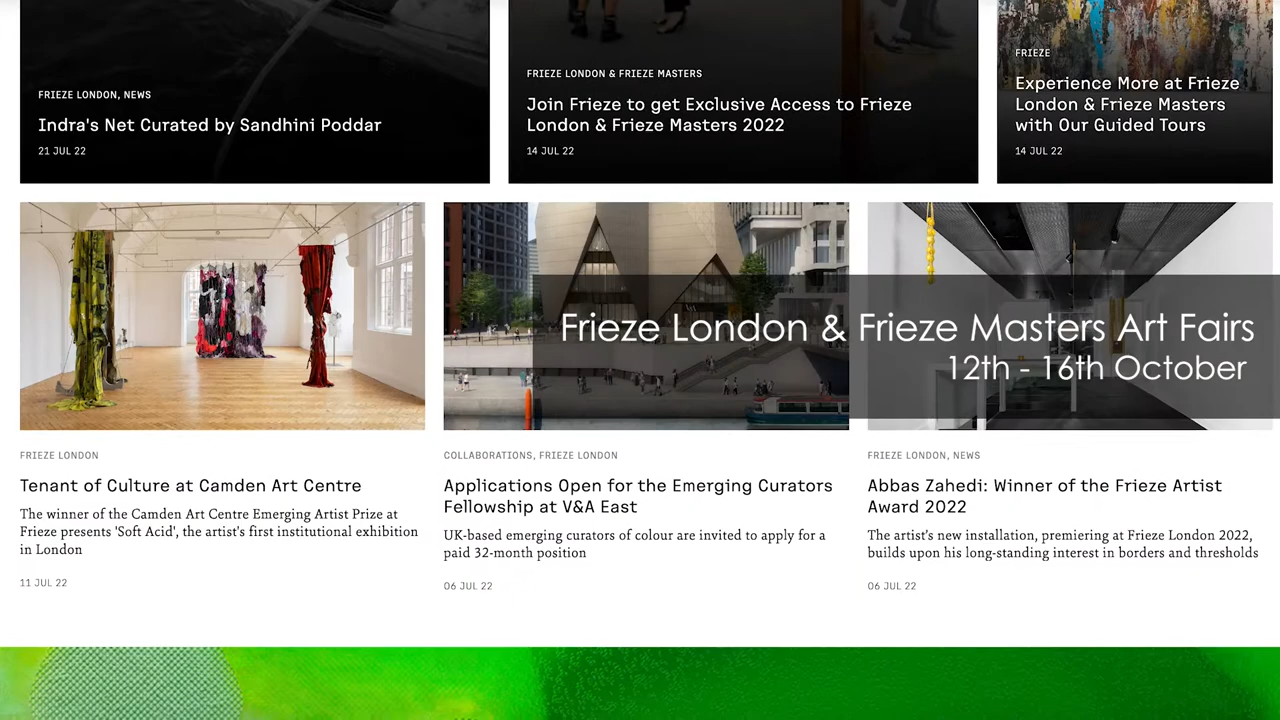 FRIEZE LONDON, NEWS
Indra's Net Curated by Sandhini Poddar
21 JUL 22
FRIEZE LONDON & FRIEZE MASTERS
Join Frieze to get Exclusive Access to Frieze
London & Frieze Masters 2022
14 JUL 22
FRIEZE
Experience More at Frieze
London & Frieze Masters
with Our Guided Tours
14 JUL 22
Frieze London & Frieze Masters Art Fairs
12th - 16th October
FRIEZE LONDON
Tenant of Culture at Camden Art Centre
The winner of the Camden Art Centre Emerging Artist Prize at
Frieze presents 'Soft Acid', the artist's first institutional exhibition
in London
11 JUL 22
COLLABORATIONS, FRIEZE LONDON
Applications Open for the Emerging Curators
Fellowship at V&A East
UK-based emerging curators of colour are invited to apply for a
paid 32-month position
06 JUL 22
FRIEZE LONDON, NEWS
Abbas Zahedi: Winner of the Frieze Artist
Award 2022
The artist's new installation, premiering at Frieze London 2022,
builds upon his long-standing interest in borders and thresholds
06 JUL 22